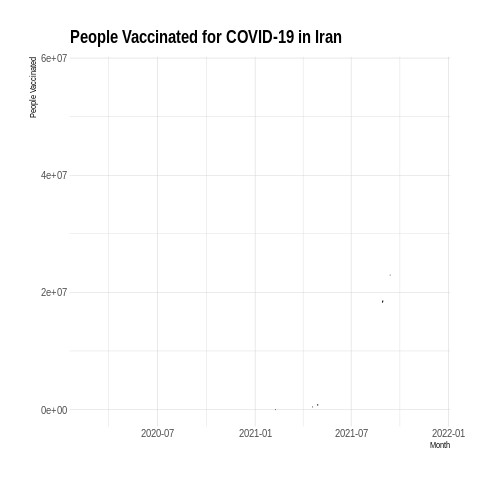 People Vaccinated for COVID-19 in Iran
People Vaccinated
6e+07
4e+07
2e+07
0e+00
2020-07 2021-01 2021-07 2022-01
Month